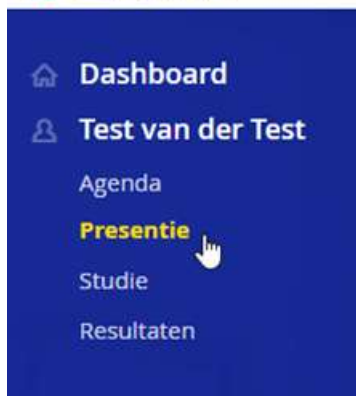 Dashboard
Test van der Test
Agenda
Presentie
Studie
Resultaten